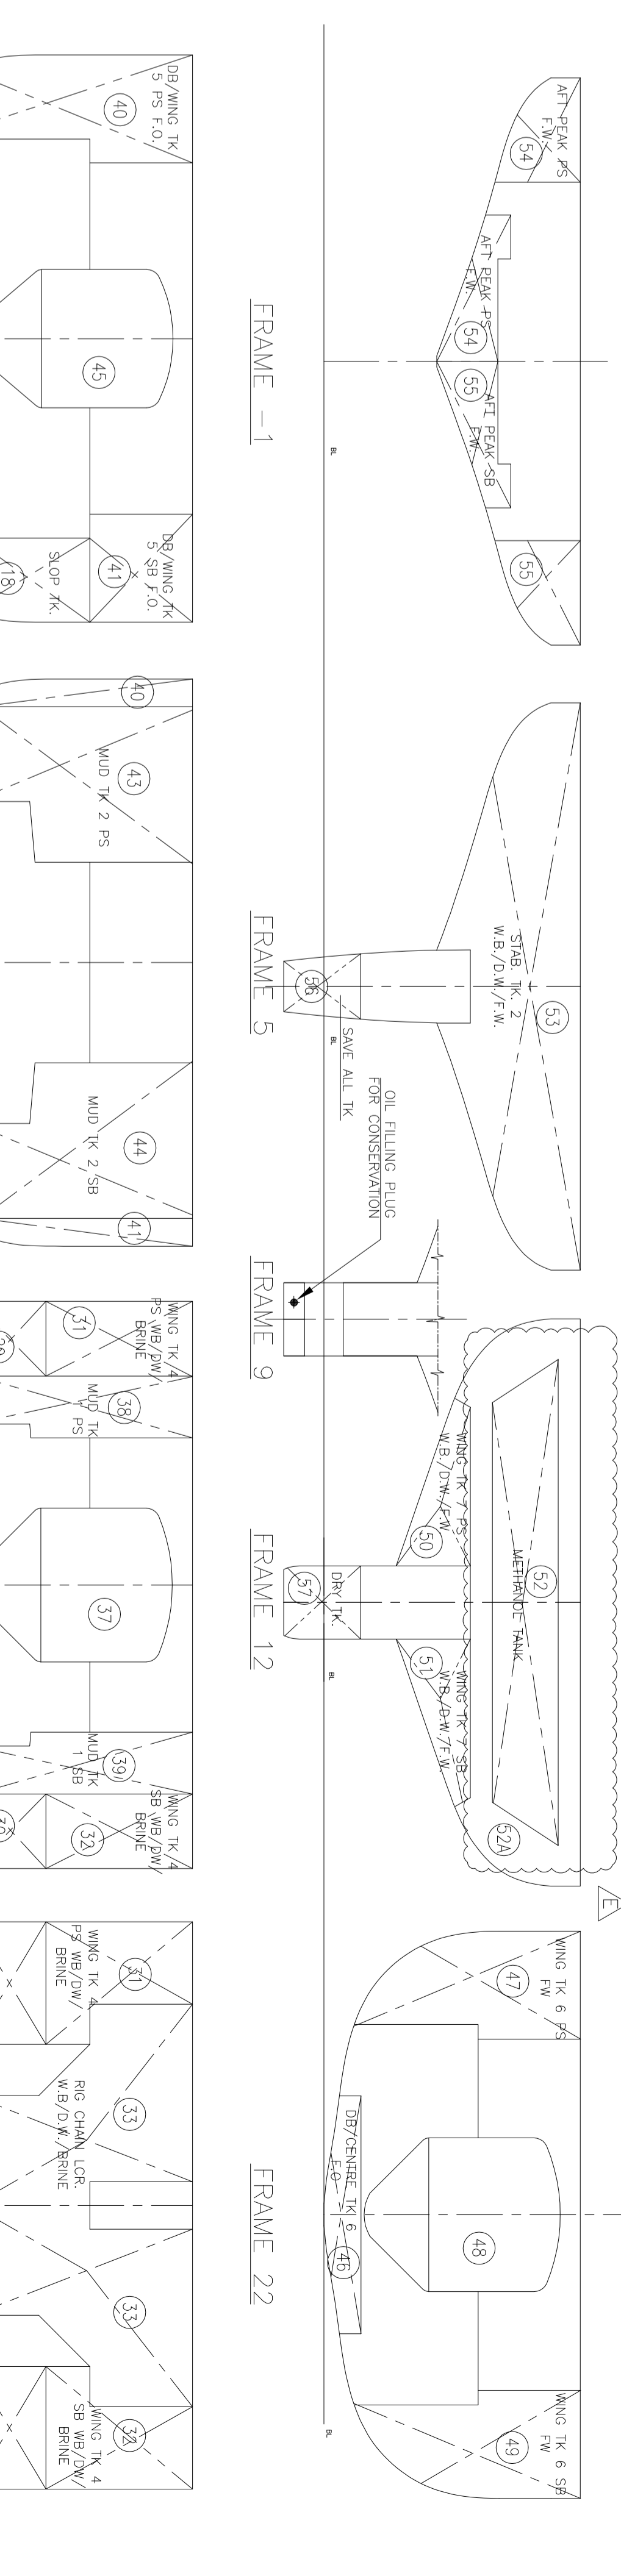 AFT PEAK PS
F.W.
54
AFT PEAK PS
F.W.
54
55
AFT PEAK SB
F.W.
55
BL
FRAME -1
STAB. TK. 2
W.B./D.W./F.W.
53
56
SAVE ALL TK
BL
FRAME 5
OIL FILLING PLUG
FOR CONSERVATION
FRAME 9
52
METHANOL TANK
52A
E
WING TK 7 PS
W.B./D.W./F.W
50
51
WING TK 7 SB
W.B./D.W./F.W.
DRY TK.
57
BL
FRAME 12
WING TK 6 PS
FW
47
48
DB/CENTRE TK 6
F.O
46
WING TK 6 SB
FW
49
BL
FRAME 22
DB/WING TK
5 PS F.O.
40
45
DB/WING TK
5 SB F.O.
41
SLOP TK.
18
40
43
MUD TK 2 PS
44
MUD TK 2 SB
41
WING TK 4
PS WB/DW/
BRINE
31
38
MUD TK
1 PS
37
39
MUD TK
1 SB
WING TK 4
SB WB/DW/
BRINE
32
WING TK 4
PS WB/DW/
BRINE
31
33
RIG CHAIN LCR.
W.B/D.W./BRINE
33
WING TK 4
SB WB/DW/
BRINE
32